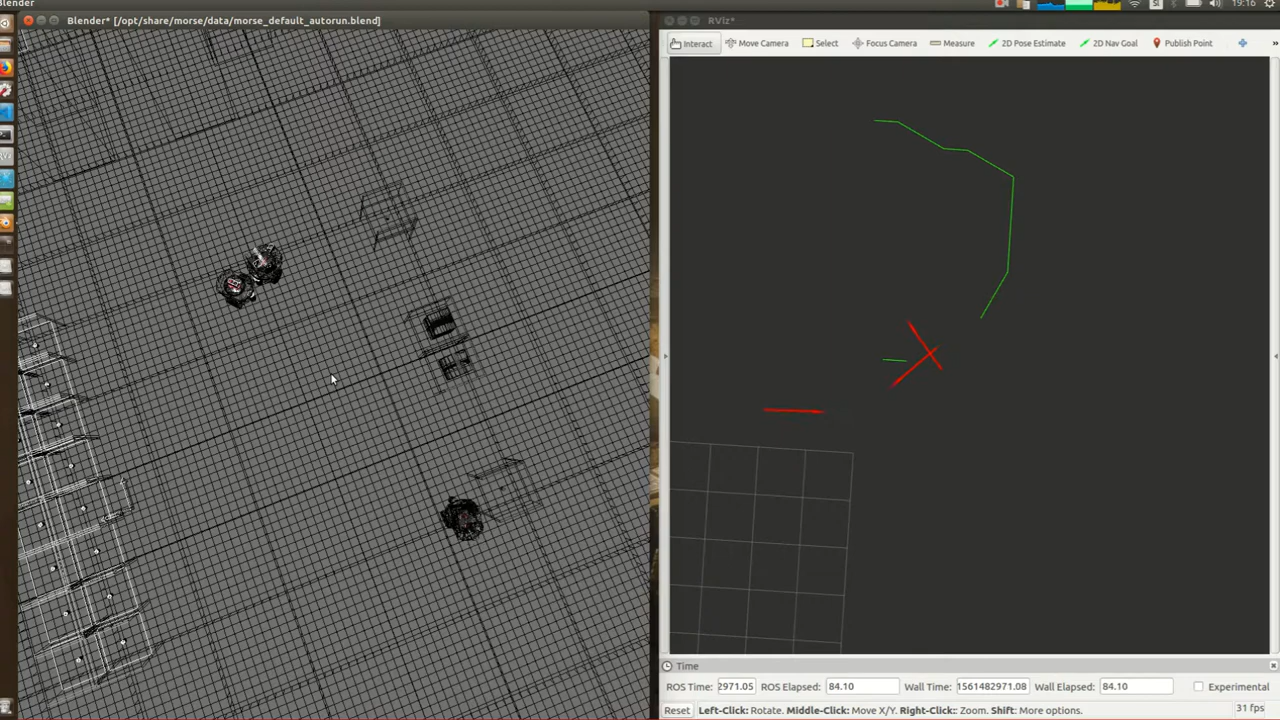 19:16
Blender* [/opt/share/morse/data/morse_default_autorun.blend]
RViz*
Interact Move Camera Select Focus Camera Measure 2D Pose Estimate 2D Nav Goal Publish Point »
Time
ROS Time: 2971.05 ROS Elapsed: 84.10 Wall Time: 1561482971.08 Wall Elapsed: 84.10 Experimental
Reset Left-Click: Rotate. Middle-Click: Move X/Y. Right-Click:: Zoom. Shift: More options. 31 fps